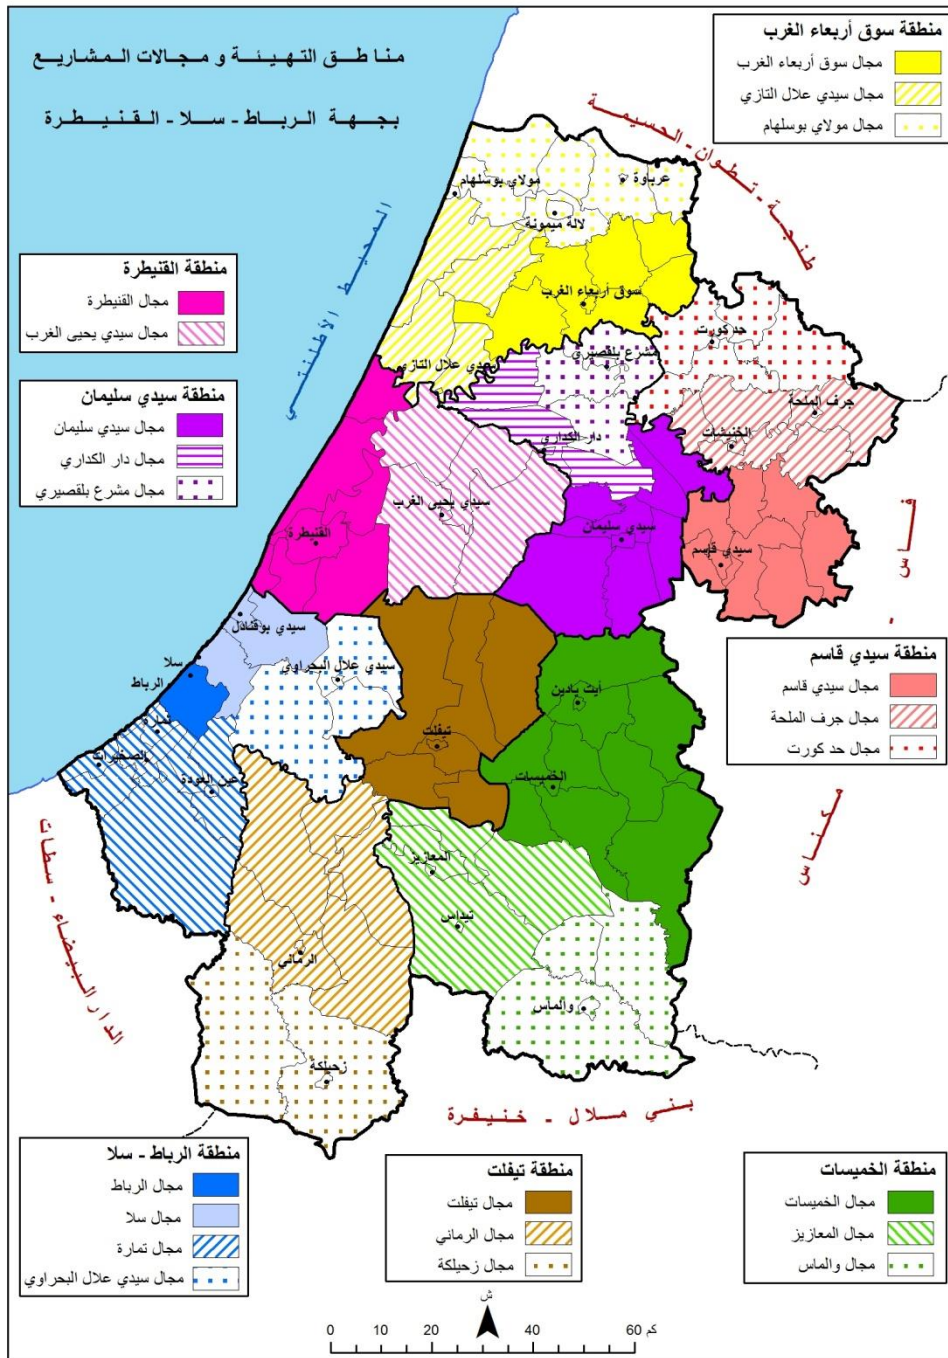 مناطق التهيئة و مجالات المشاريع
بجهة الرباط - سلا - القنيطرة
منطقة سوق أربعاء الغرب
مجال سوق أربعاء الغرب
مجال سيدي علال التازي
مجال مولاي بوسلهام
طنجة - تطوان - الحسيمة
المحيط الأطلنتي
عرباوة
مولاي بوسلهام
لالة ميمونة
سوق أربعاء الغرب
منطقة القنيطرة
مجال القنيطرة
مجال سيدي يحيى الغرب
حد كورت
مشرع بلقصيري
سيدي علال التازي
منطقة سيدي سليمان
مجال سيدي سليمان
مجال دار الكداري
مجال مشرع بلقصيري
جرف الملحة
الخنيشات
دار الكداري
سيدي يحيى الغرب
سيدي سليمان
القنيطرة
سيدي قاسم
فاس - مكناس
سيدي بوقنادل
سلا
الرباط
سيدي علال البحراوي
أيت يادين
منطقة سيدي قاسم
مجال سيدي قاسم
مجال جرف الملحة
مجال حد كورت
تمارة
تيفلت
الصخيرات
عين العودة
الخميسات
المعازيز
تيداس
الدار البيضاء - سطات
الرماني
والماس
زحيلكة
بني ملال - خنيفرة
منطقة الرباط - سلا
مجال الرباط
مجال سلا
مجال تمارة
مجال سيدي علال البحراوي
منطقة تيفلت
مجال تيفلت
مجال الرماني
مجال زحيلكة
منطقة الخميسات
مجال الخميسات
مجال المعازيز
مجال والماس
ش
0 10 20 40 60 كم